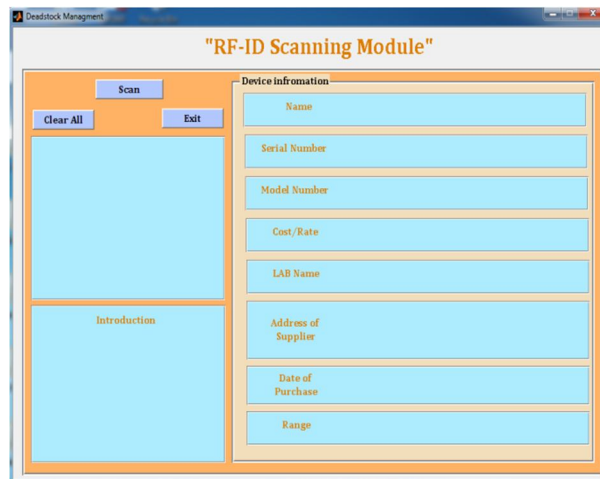 Deadstock Managment
"RF-ID Scanning Module"
Scan
Clear All
Exit
Introduction
Device infromation
Name
Serial Number
Model Number
Cost/Rate
LAB Name
Address of
Supplier
Date of
Purchase
Range